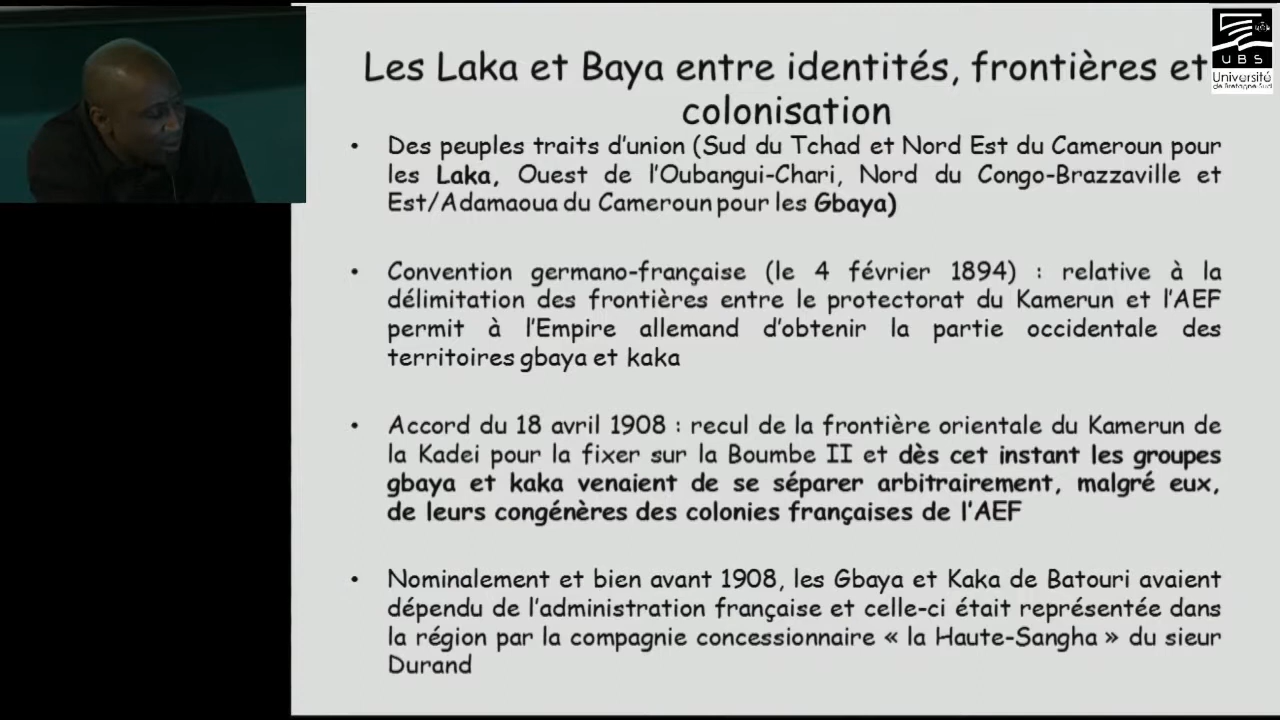 Les Laka et Baya entre identités, frontières et
colonisation
UBS
Université
de Bretagne-Sud
• Des peuples traits d'union (Sud du Tchad et Nord Est du Cameroun pour
les Laka, Ouest de l'Oubangui-Chari, Nord du Congo-Brazzaville et
Est/Adamaoua du Cameroun pour les Gbaya)
• Convention germano-française (le 4 février 1894) : relative à la
délimitation des frontières entre le protectorat du Kamerun et l'AEF
permit à l'Empire allemand d'obtenir la partie occidentale des
territoires gbaya et kaka
• Accord du 18 avril 1908 : recul de la frontière orientale du Kamerun de
la Kadei pour la fixer sur la Boumbe II et dès cet instant les groupes
gbaya et kaka venaient de se séparer arbitrairement, malgré eux,
de leurs congénères des colonies françaises de l'AEF
• Nominalement et bien avant 1908, les Gbaya et Kaka de Batouri avaient
dépendu de l'administration française et celle-ci était représentée dans
la région par la compagnie concessionnaire « la Haute-Sangha » du sieur
Durand